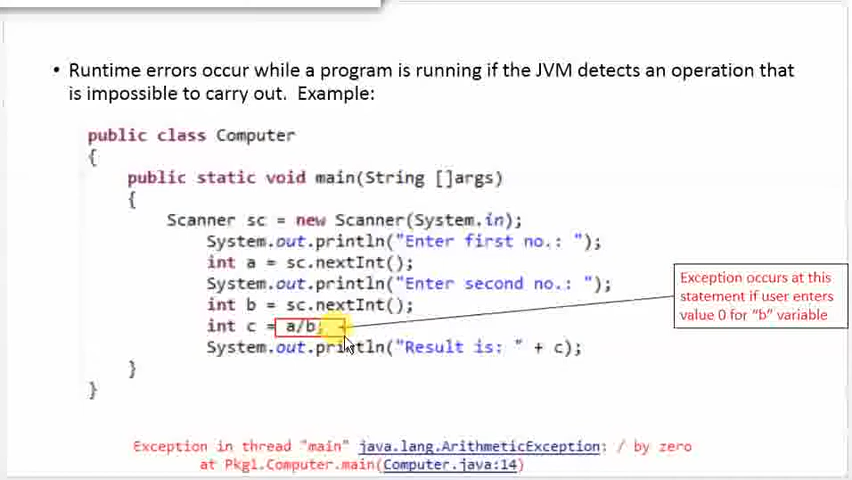 • Runtime errors occur while a program is running if the JVM detects an operation that
is impossible to carry out. Example:
public class Computer
{
public static void main(String []args)
{
Scanner sc = new Scanner(System.in);
System.out.println("Enter first no.: ");
int a = sc.nextInt();
System.out.println("Enter second no.: ");
int b = sc.nextInt();
int c = a/b;
System.out.println("Result is: " + c);
}
}
Exception occurs at this
statement if user enters
value 0 for “b” variable
Exception in thread "main" java.lang.ArithmeticException: / by zero
at Pkg1.Computer.main(Computer.java:14)